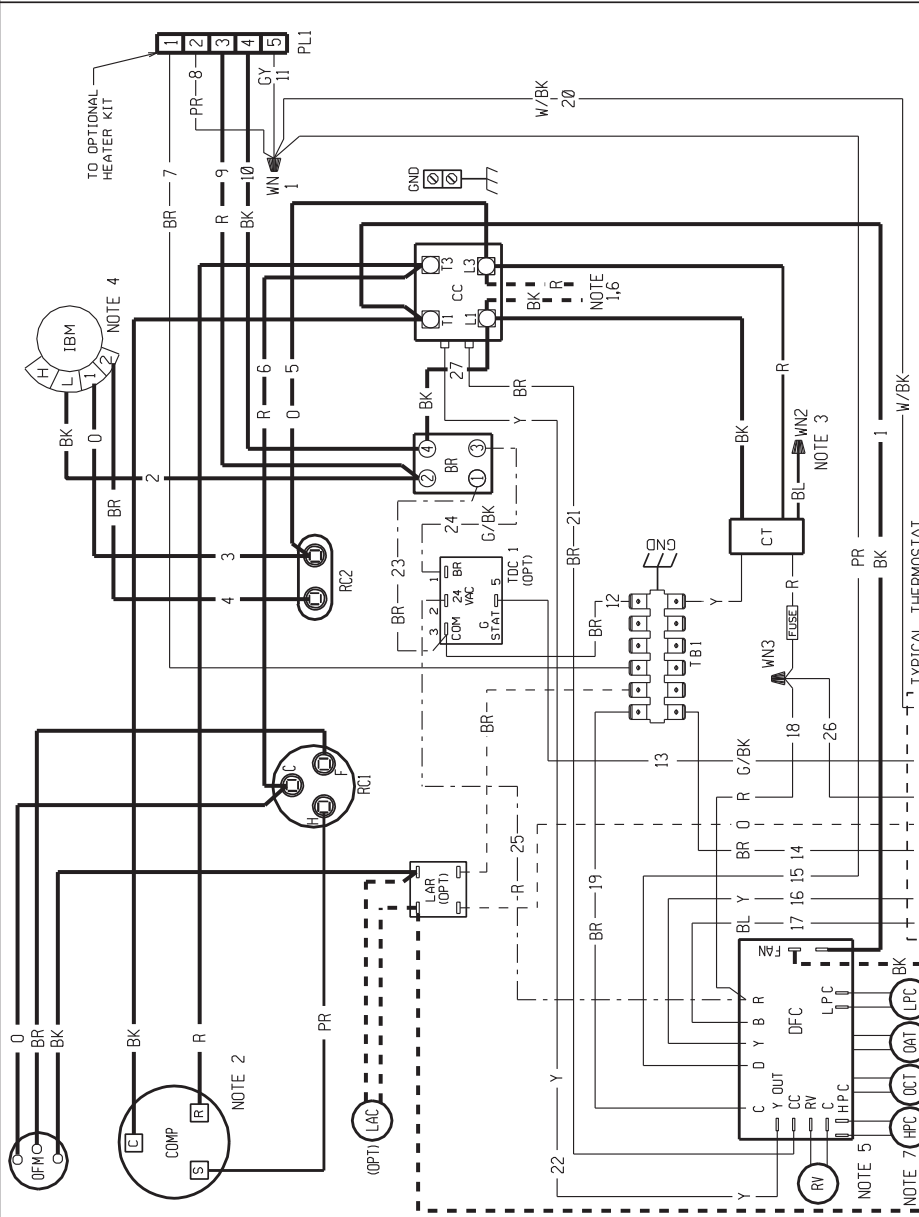 TO OPTIONAL
HEATER KIT
1
2
3
4
5
PL1
PR
8
GY
11
W/BK
20
BR
7
R
9
BK
10
WN
1
GND
IBM
H
L
1
2
NOTE 4
R
6
O
5
T3
T1
CC
L3
L1
BK
R
NOTE
1,6
27
BK
BR
Y
BK
O
BR
2
3
4
RC2
4
2
BR
3
1
24
G/BK
BR
23
1
2
3
BR
24
VAC
COM
G
STAT
5
TDC 1
(OPT)
BR
21
BK
R
BL
WN2
NOTE 3
CT
R
FUSE
WN3
Y
GND
12
BR
TB1
1
BK
PR
W/BK
TYPICAL THERMOSTAT
18
26
13
G/BK
R
O
BR
14
15
Y
16
BL
17
C
H
F
RC1
BR
25
R
19
BR
LAR
(OPT)
O
BR
BK
OFM
BK
R
PR
C
R
S
COMP
NOTE 2
LAC
(OPT)
22
Y
Y
FAN
BK
DFC
R
B
Y
D
C
Y OUT
CC
RV
C
HPC
LPC
RV
NOTE 5
NOTE 7
HPC
OCT
OAT
LPC